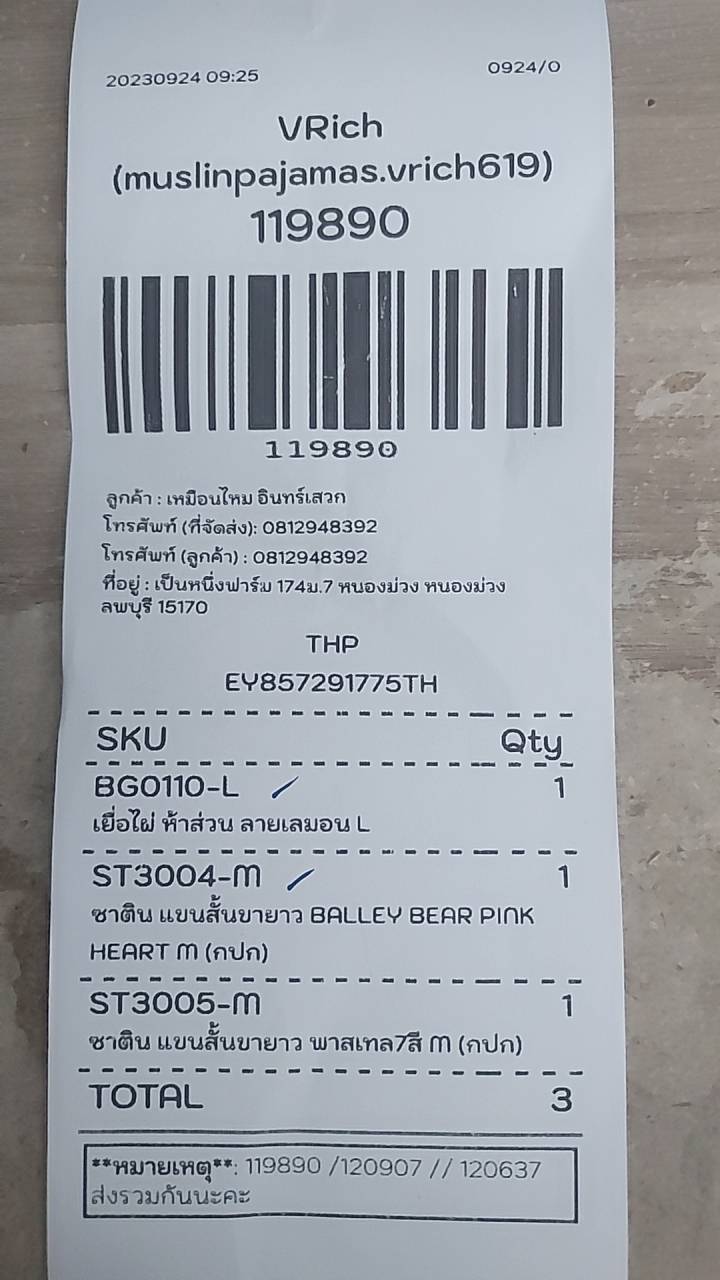 20230924 09:25
0924/0
VRich
(muslinpajamas.vrich619)
119890
119890
ลูกค้า : เหมือนไหม อินทร์เสวก
โทรศัพท์ (ที่จัดส่ง): 0812948392
โทรศัพท์ (ลูกค้า) : 0812948392
ที่อยู่ : เป็นหนึ่งฟาร์ม 174ม.7 หนองม่วง หนองม่วง
ลพบุรี 15170
THP
EY857291775TH
SKU Qty
BG0110-L 1
เยื่อไผ่ ห้าส่วน ลายเลมอน L
ST3004-M 1
ซาติน แขนสั้นขายาว BALLEY BEAR PINK
HEART M (กปก)
ST3005-M 1
ซาติน แขนสั้นขายาว พาสเทล7สี M (กปก)
TOTAL 3
**หมายเหตุ**: 119890 /120907 // 120637
ส่งรวมกันนะคะ